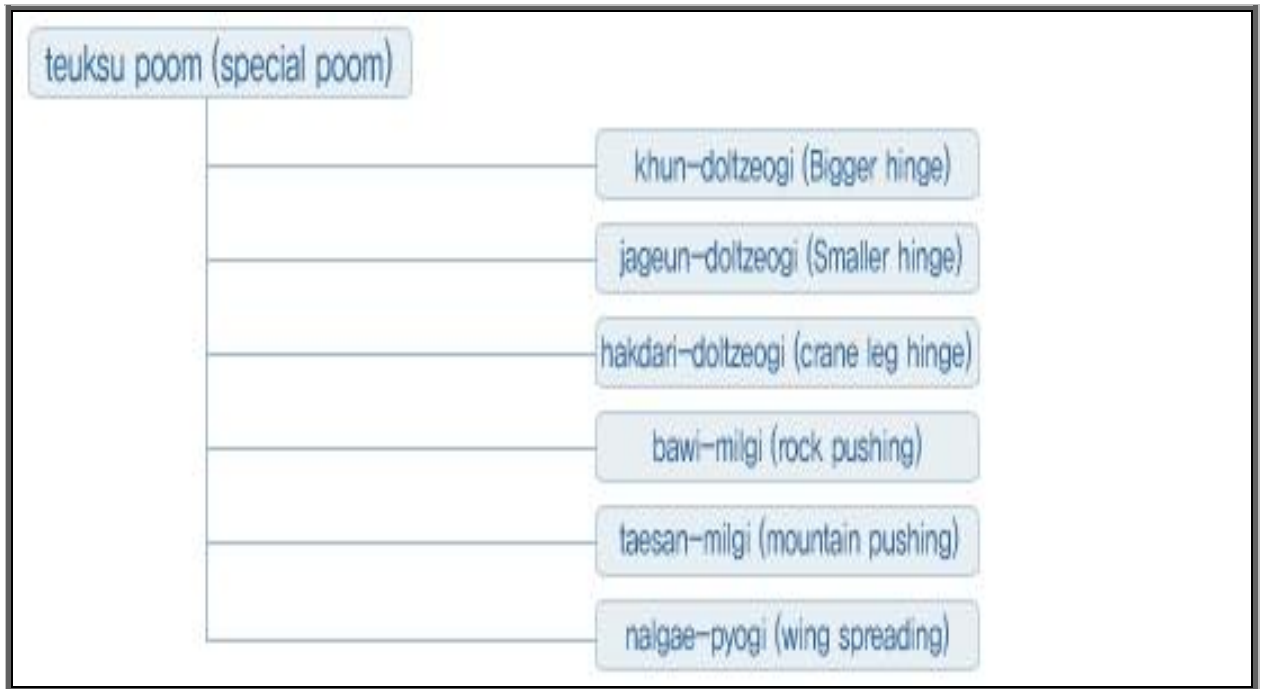 teuksu poom (special poom)
khun-doltzeogi (Bigger hinge)
jageun-doltzeogi (Smaller hinge)
hakdari-doltzeogi (crane leg hinge)
bawi-milgi (rock pushing)
taesan-milgi (mountain pushing)
nalgae-pyogi (wing spreading)